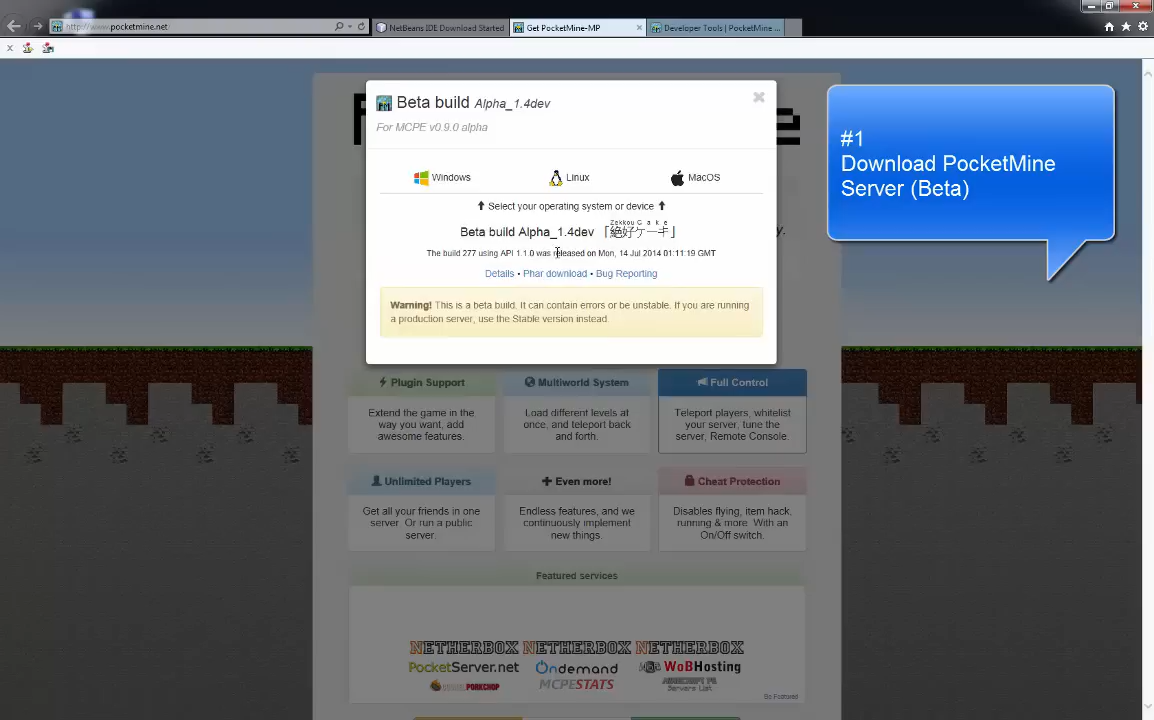 http://www.pocketmine.net
NetBeans IDE Download Started
Get PocketMine-MP
Developer Tools | PocketMine ...
Beta build Alpha_1.4dev
For MCPE v0.9.0 alpha
Windows
Linux
MacOS
Select your operating system or device
Zekkou C a k e
Beta build Alpha_1.4dev 「絶好ケーキ」
The build 277 using API 1.1.0 was released on Mon, 14 Jul 2014 01:11:19 GMT
Details • Phar download • Bug Reporting
Warning! This is a beta build. It can contain errors or be unstable. If you are running
a production server, use the Stable version instead.
#1
Download PocketMine
Server (Beta)
Plugin Support
Extend the game in the
way you want, add
awesome features.
Multiworld System
Load different levels at
once, and teleport back
and forth.
Full Control
Teleport players, whitelist
your server, tune the
server, Remote Console.
Unlimited Players
Get all your friends in one
server. Or run a public
server.
Even more!
Endless features, and we
continuously implement
new things.
Cheat Protection
Disables flying, item hack,
running & more. With an
On/Off switch.
Featured services
NETHERBOX NETHERBOX NETHERBOX
PocketServer.net
Ondemand
MCPESTATS
WoBHosting
Servers List
Be Featured